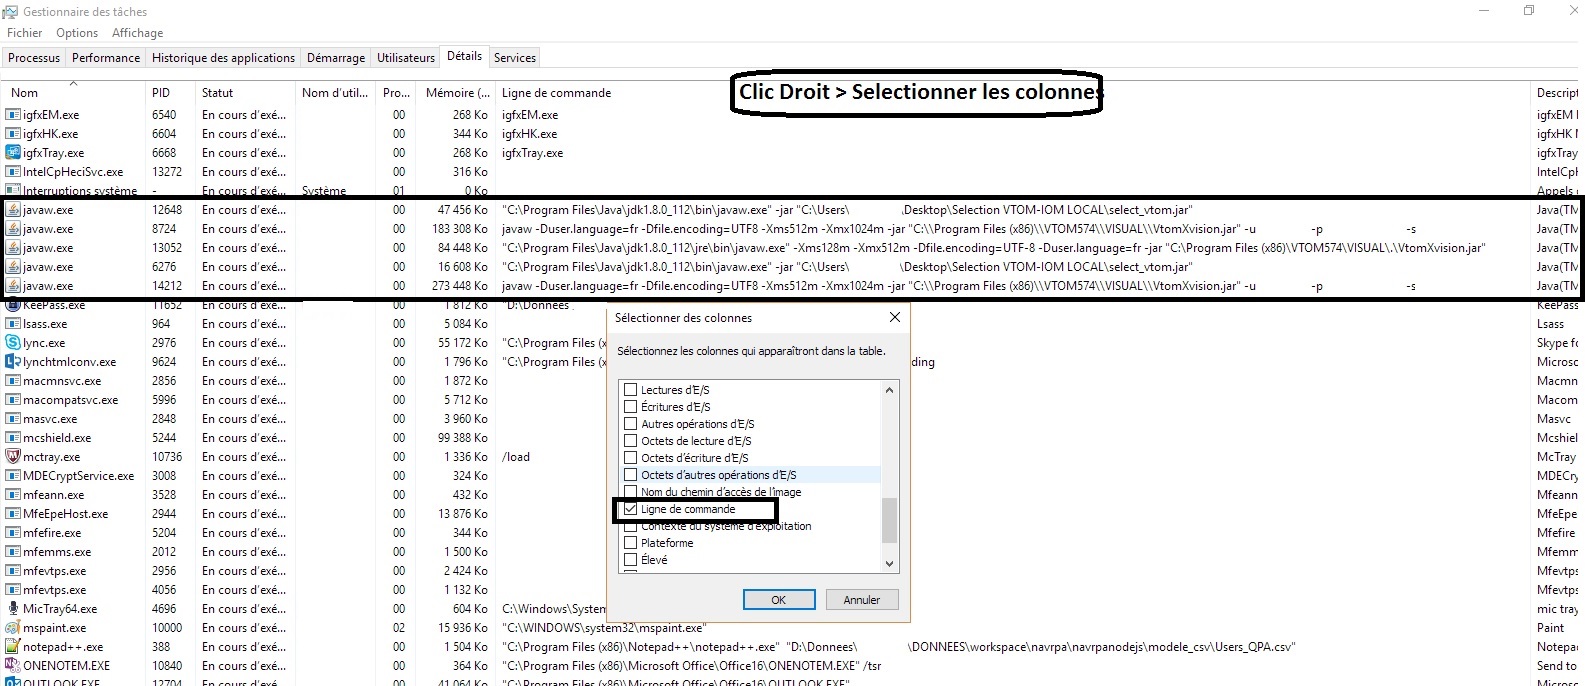 Gestionnaire des tâches
Fichier Options Affichage
Processus Performance Historique des applications Démarrage Utilisateurs Détails Services
Clic Droit > Selectionner les colonnes
Nom PID Statut Nom d'util... Pro... Mémoire (... Ligne de commande Descript
igfxEM.exe 6540 En cours d'exé... 00 268 Ko igfxEM.exe igfxEM
igfxHK.exe 6604 En cours d'exé... 00 344 Ko igfxHK.exe igfxHK
igfxTray.exe 6668 En cours d'exé... 00 268 Ko igfxTray.exe igfxTray
IntelCpHeciSvc.exe 13272 En cours d'exé... 00 316 Ko IntelCpH
Interruptions système - En cours d'exé... Système 01 0 Ko Appels
javaw.exe 12648 En cours d'exé... 00 47 456 Ko "C:\Program Files\Java\jdk1.8.0_112\bin\javaw.exe" -jar "C:\Users\ \Desktop\Selection VTOM-IOM LOCAL\select_vtom.jar" Java(TM
javaw.exe 8724 En cours d'exé... 00 183 308 Ko javaw -Duser.language=fr -Dfile.encoding=UTF8 -Xms512m -Xmx1024m -jar "C:\\Program Files (x86)\\VTOM574\\VISUAL\\VtomXvision.jar" -u -p -s Java(TM
javaw.exe 13052 En cours d'exé... 00 84 448 Ko "C:\Program Files\Java\jdk1.8.0_112\jre\bin\javaw.exe" -Xms128m -Xmx512m -Dfile.encoding=UTF-8 -Duser.language=fr -jar "C:\Program Files (x86)\VTOM574\VISUAL\.\VtomXvision.jar" Java(TM
javaw.exe 6276 En cours d'exé... 00 16 608 Ko "C:\Program Files\Java\jdk1.8.0_112\bin\javaw.exe" -jar "C:\Users\ \Desktop\Selection VTOM-IOM LOCAL\select_vtom.jar" Java(TM
javaw.exe 14212 En cours d'exé... 00 273 448 Ko javaw -Duser.language=fr -Dfile.encoding=UTF8 -Xms512m -Xmx1024m -jar "C:\\Program Files (x86)\\VTOM574\\VISUAL\\VtomXvision.jar" -u -p -s Java(TM
KeePass.exe 11652 En cours d'exé... 00 1 812 Ko "D:\Donnees KeePass
lsass.exe 964 En cours d'exé... 00 5 084 Ko Lsass
lync.exe 2976 En cours d'exé... 00 55 172 Ko "C:\Program Files (x Skype fo
lynchtmlconv.exe 9624 En cours d'exé... 00 1 796 Ko "C:\Program Files (x ding Microso
macmnsvc.exe 2856 En cours d'exé... 00 1 872 Ko Macmn
macompatsvc.exe 5996 En cours d'exé... 00 5 712 Ko Macom
masvc.exe 2848 En cours d'exé... 00 3 960 Ko Masvc
mcshield.exe 5244 En cours d'exé... 00 99 388 Ko Mcshiel
mctray.exe 10736 En cours d'exé... 00 1 336 Ko /load McTray
MDECryptService.exe 3008 En cours d'exé... 00 324 Ko MDECry
mfeann.exe 3528 En cours d'exé... 00 432 Ko Mfeann
MfeEpeHost.exe 2944 En cours d'exé... 00 13 876 Ko MfeEpe
mfefire.exe 5204 En cours d'exé... 00 344 Ko Mfefire
mfemms.exe 2012 En cours d'exé... 00 1 500 Ko Mfemm
mfevtps.exe 2956 En cours d'exé... 00 2 424 Ko Mfevtps
mfevtps.exe 4056 En cours d'exé... 00 1 132 Ko Mfevtps
MicTray64.exe 4696 En cours d'exé... 00 604 Ko C:\Windows\System mic tray
mspaint.exe 10000 En cours d'exé... 02 15 936 Ko "C:\WINDOWS\system32\mspaint.exe" Paint
notepad++.exe 388 En cours d'exé... 00 1 504 Ko "C:\Program Files (x86)\Notepad++\notepad++.exe" "D:\Donnees\ \DONNEES\workspace\navrpa\navrpanodejs\modele_csv\Users_QPA.csv" Notepad
ONENOTEM.EXE 10840 En cours d'exé... 00 364 Ko "C:\Program Files (x86)\Microsoft Office\Office16\ONENOTEM.EXE" /tsr Send to
OUTLOOK.EXE 12704 En cours d'exé... 00 41 064 Ko "C:\Program Files (x86)\Microsoft Office\Office16\OUTLOOK.EXE" Microso
Sélectionner des colonnes
Sélectionnez les colonnes qui apparaîtront dans la table.
Lectures d'E/S
Écritures d'E/S
Autres opérations d'E/S
Octets de lecture d'E/S
Octets d'écriture d'E/S
Octets d'autres opérations d'E/S
Nom du chemin d'accès de l'image
Ligne de commande
Contexte du système d'exploitation
Plateforme
Élevé
OK Annuler